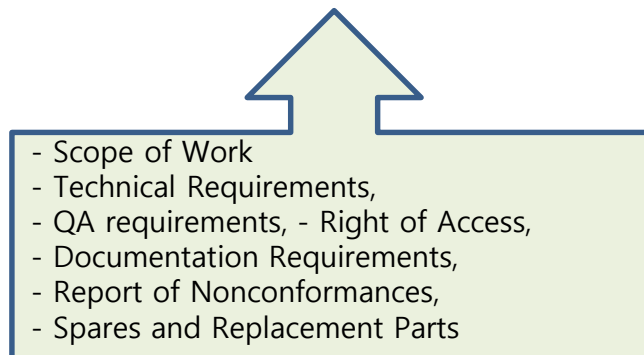 - Scope of Work
- Technical Requirements,
- QA requirements, - Right of Access,
- Documentation Requirements,
- Report of Nonconformances,
- Spares and Replacement Parts